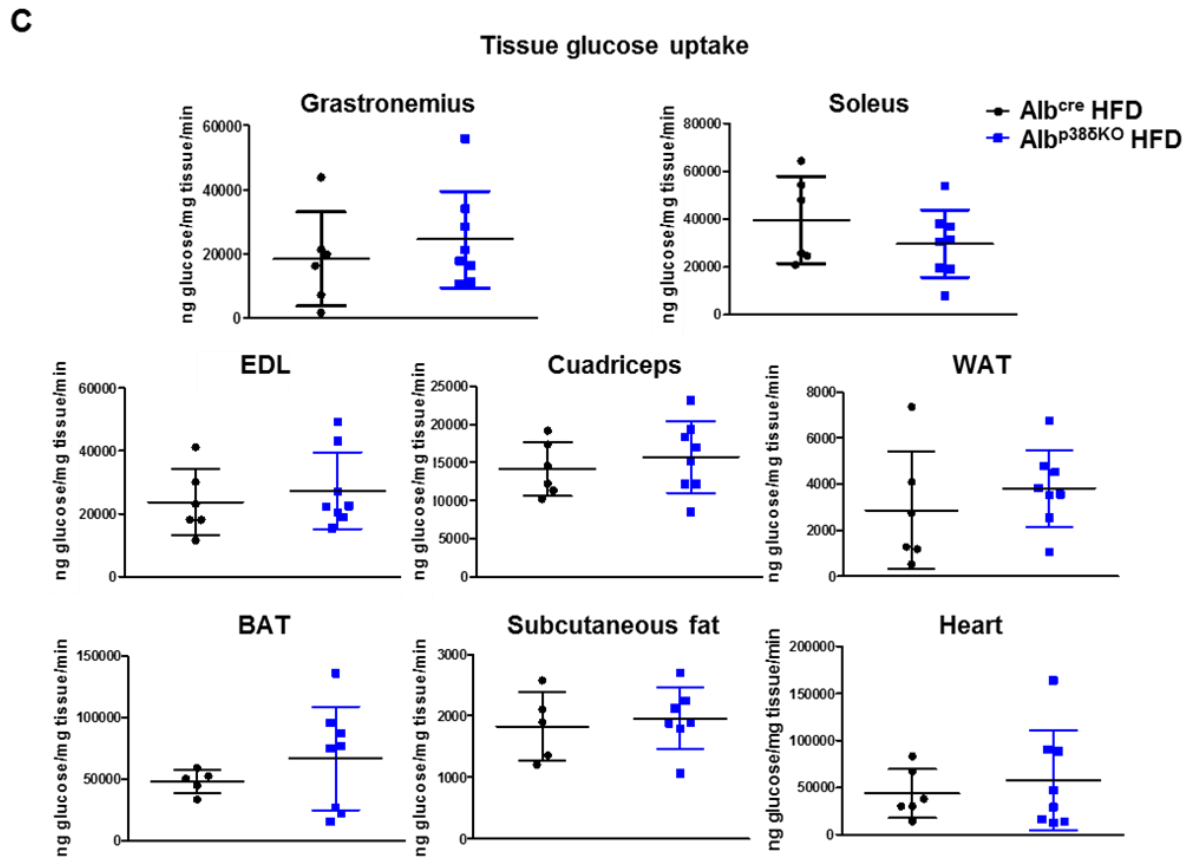 C
Tissue glucose uptake
Grastronemius
ng glucose/mg tissue/min
60000
40000
20000
0
Soleus
ng glucose/mg tissue/min
80000
60000
40000
20000
0
Alb^cre HFD
Alb^p38δKO HFD
EDL
ng glucose/mg tissue/min
60000
40000
20000
0
Cuadriceps
ng glucose/mg tissue/min
25000
20000
15000
10000
5000
0
WAT
ng glucose/mg tissue/min
8000
6000
4000
2000
0
BAT
ng glucose/mg tissue/min
150000
100000
50000
0
Subcutaneous fat
ng glucose/mg tissue/min
3000
2000
1000
0
Heart
ng glucose/mg tissue/min
200000
150000
100000
50000
0